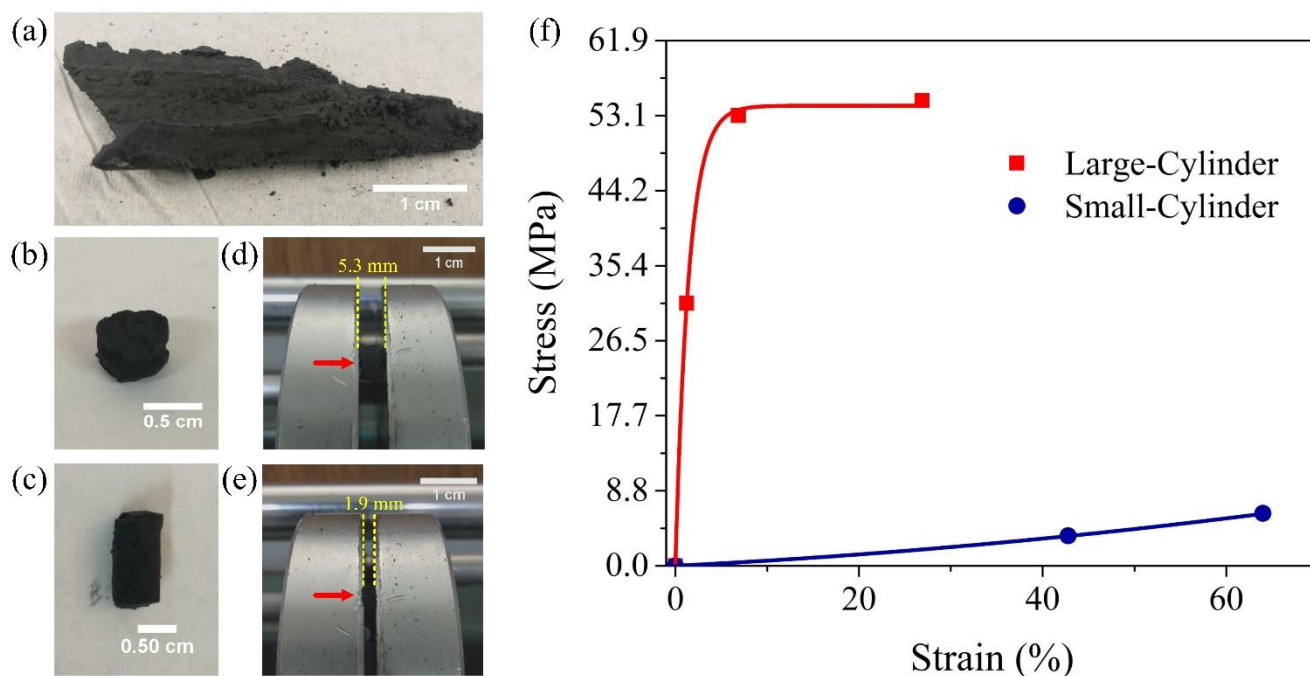 (a)
1 cm
(b)
0.5 cm
(c)
0.50 cm
(d)
1 cm
5.3 mm
(e)
1 cm
1.9 mm
(f)
Stress (MPa)
61.9
53.1
44.2
35.4
26.5
17.7
8.8
0.0
Large-Cylinder
Small-Cylinder
0 20 40 60
Strain (%)